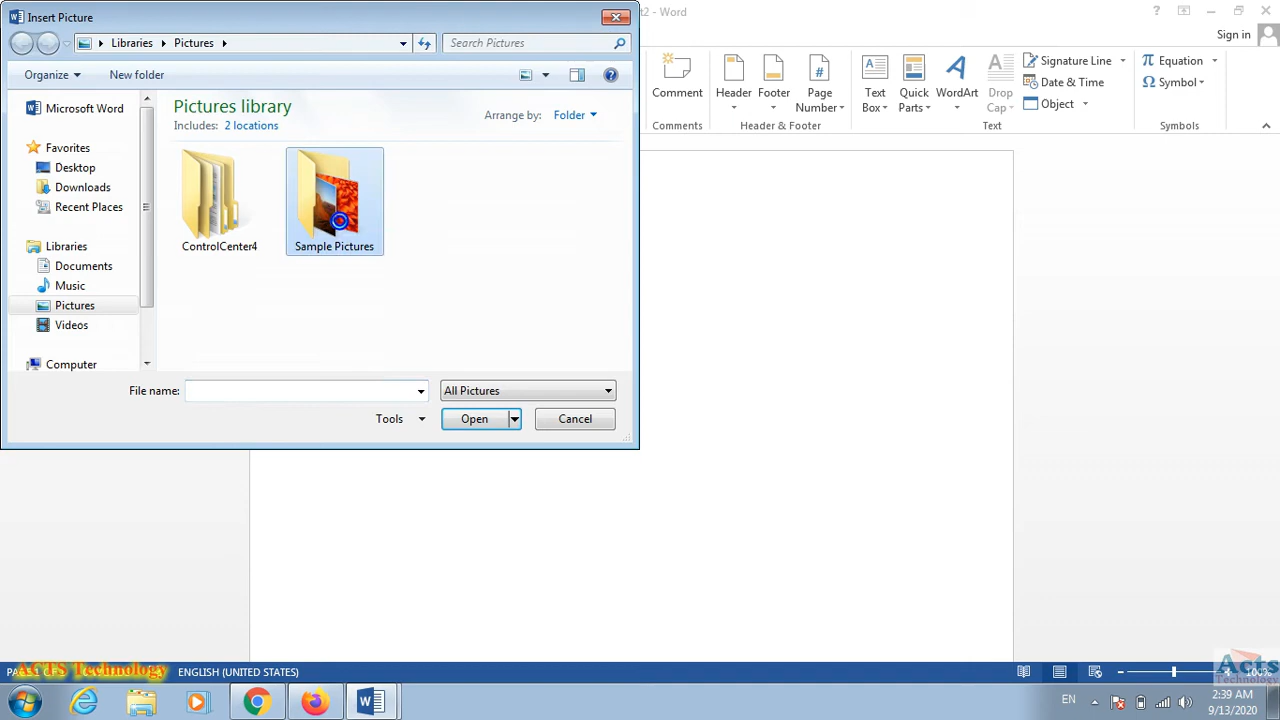 Insert Picture
t2 - Word
Sign in
Libraries
Pictures
Search Pictures
Organize
New folder
Microsoft Word
Favorites
Desktop
Downloads
Recent Places
Libraries
Documents
Music
Pictures
Videos
Computer
Pictures library
Includes: 2 locations
Arrange by: Folder
ControlCenter4
Sample Pictures
File name:
All Pictures
Tools
Open
Cancel
Comment
Header
Footer
Page
Number
Text
Box
Quick
Parts
WordArt
Drop
Cap
Signature Line
Date & Time
Object
π Equation
Ω Symbol
Comments
Header & Footer
Text
Symbols
ACTS Technology
ENGLISH (UNITED STATES)
100%
Acts
Technology
EN
2:39 AM
9/13/2020